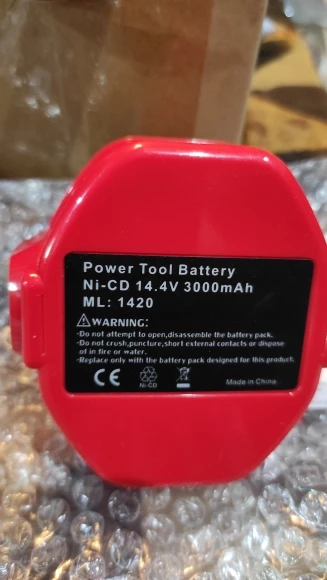 Power Tool Battery
Ni-CD 14.4V 3000mAh
ML: 1420
WARNING:
-Do not attempt to open,disassemble the battery pack.
-Do not crush,puncture,short external contacts or dispose
of in fire or water.
-Replace only with the battery pack designed for this product.
CE
Ni-CD
Made in China